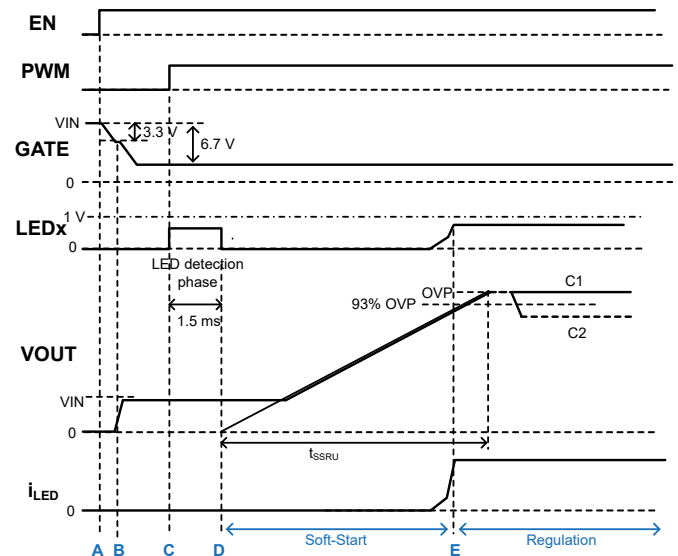 EN
PWM
VIN
3.3 V
6.7 V
GATE
0
LEDx
1 V
0
LED detection
phase
1.5 ms
OVP
C1
93% OVP
C2
VOUT
VIN
0
tSSRU
iLED
0
Soft-Start
Regulation
A
B
C
D
E